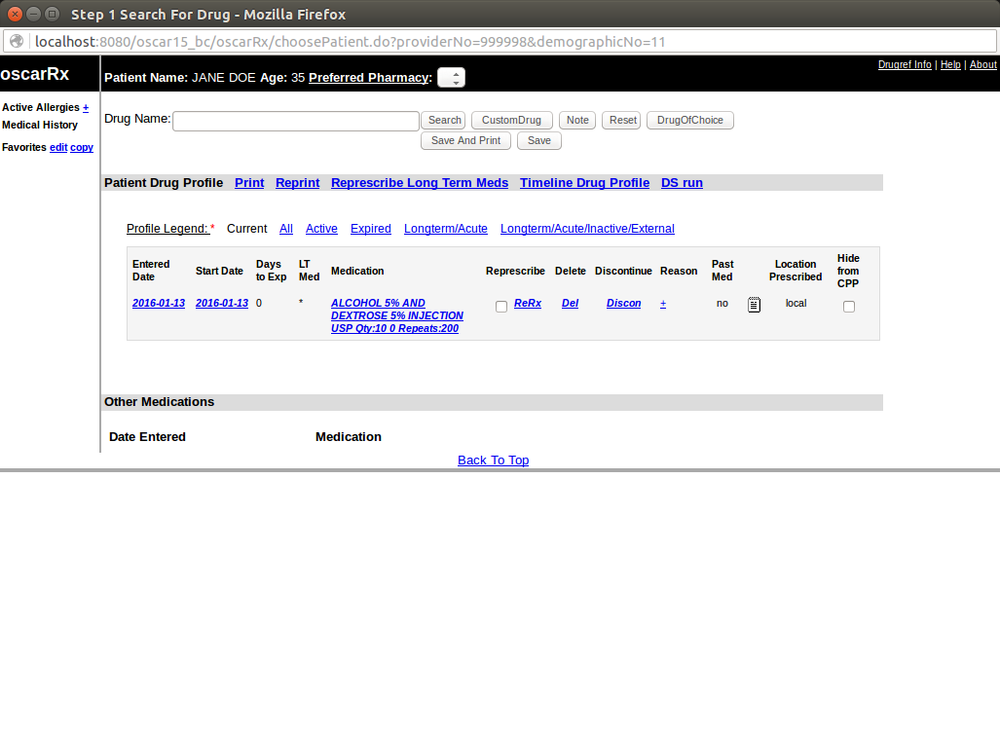 Step 1 Search For Drug - Mozilla Firefox
localhost:8080/oscar15_bc/oscarRx/choosePatient.do?providerNo=999998&demographicNo=11
oscarRx
Patient Name: JANE DOE Age: 35 Preferred Pharmacy:
Drugref Info | Help | About
Active Allergies +
Medical History
Favorites edit copy
Drug Name: Search CustomDrug Note Reset DrugOfChoice
Save And Print Save
Patient Drug Profile Print Reprint Represcribe Long Term Meds Timeline Drug Profile DS run
Profile Legend: * Current All Active Expired Longterm/Acute Longterm/Acute/Inactive/External
Entered Date Start Date Days to Exp LT Med Medication Represcribe Delete Discontinue Reason Past Med Location Prescribed Hide from CPP
2016-01-13 2016-01-13 0 * ALCOHOL 5% AND ReRx Del Discon + no local
DEXTROSE 5% INJECTION
USP Qty:10 0 Repeats:200
Other Medications
Date Entered Medication
Back To Top